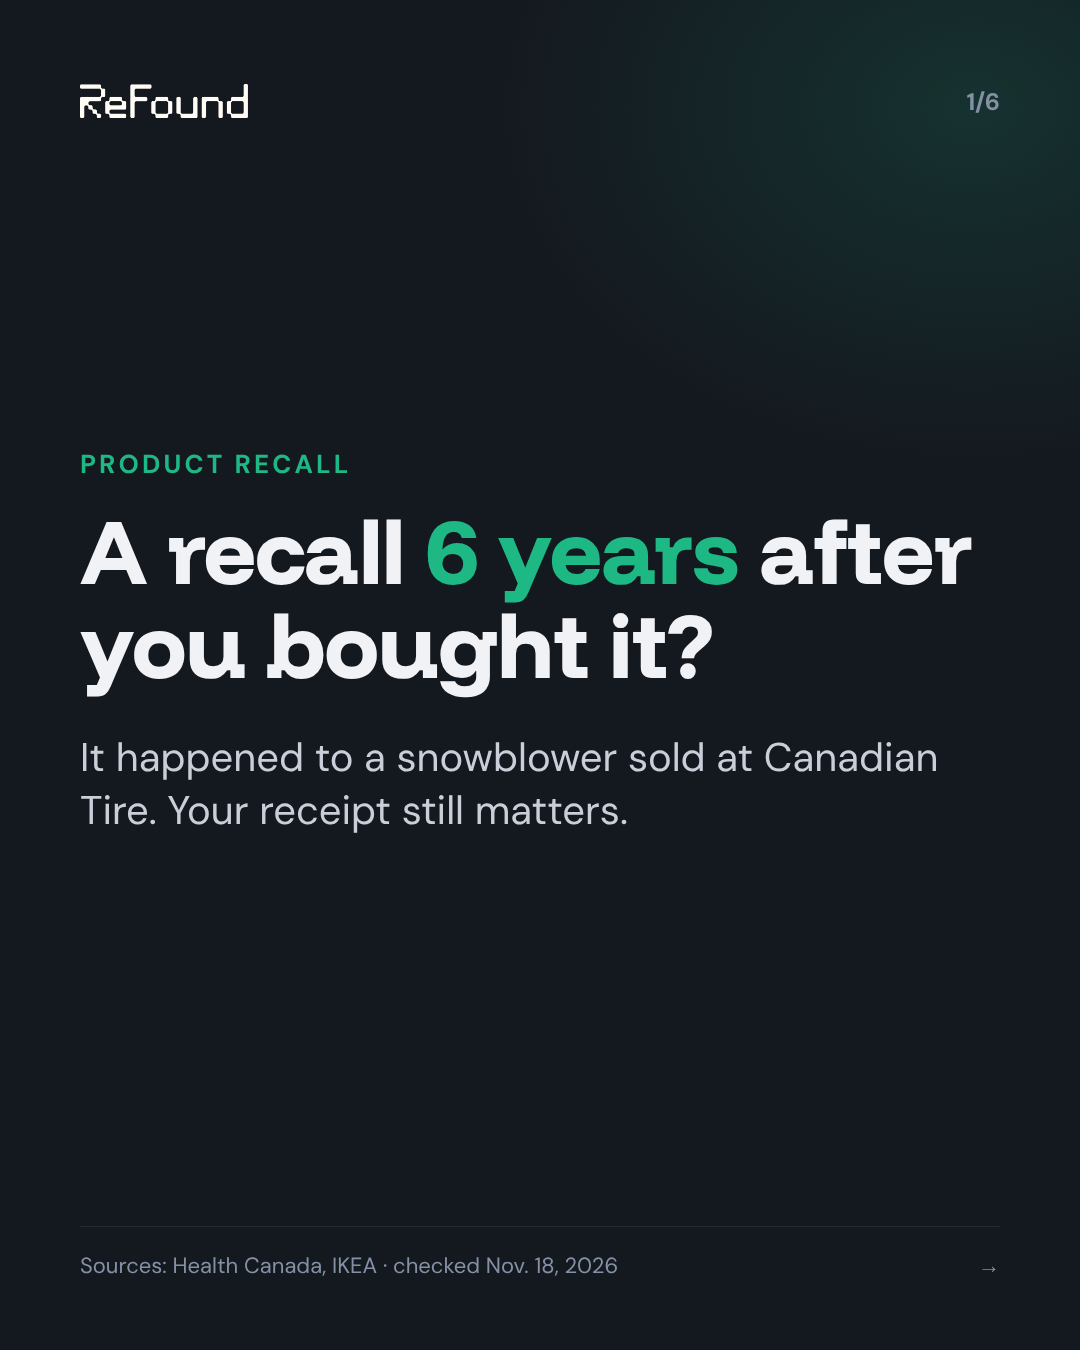 ReFound
1/6
PRODUCT RECALL
A recall 6 years after
you bought it?
It happened to a snowblower sold at Canadian
Tire. Your receipt still matters.
Sources: Health Canada, IKEA · checked Nov. 18, 2026
→